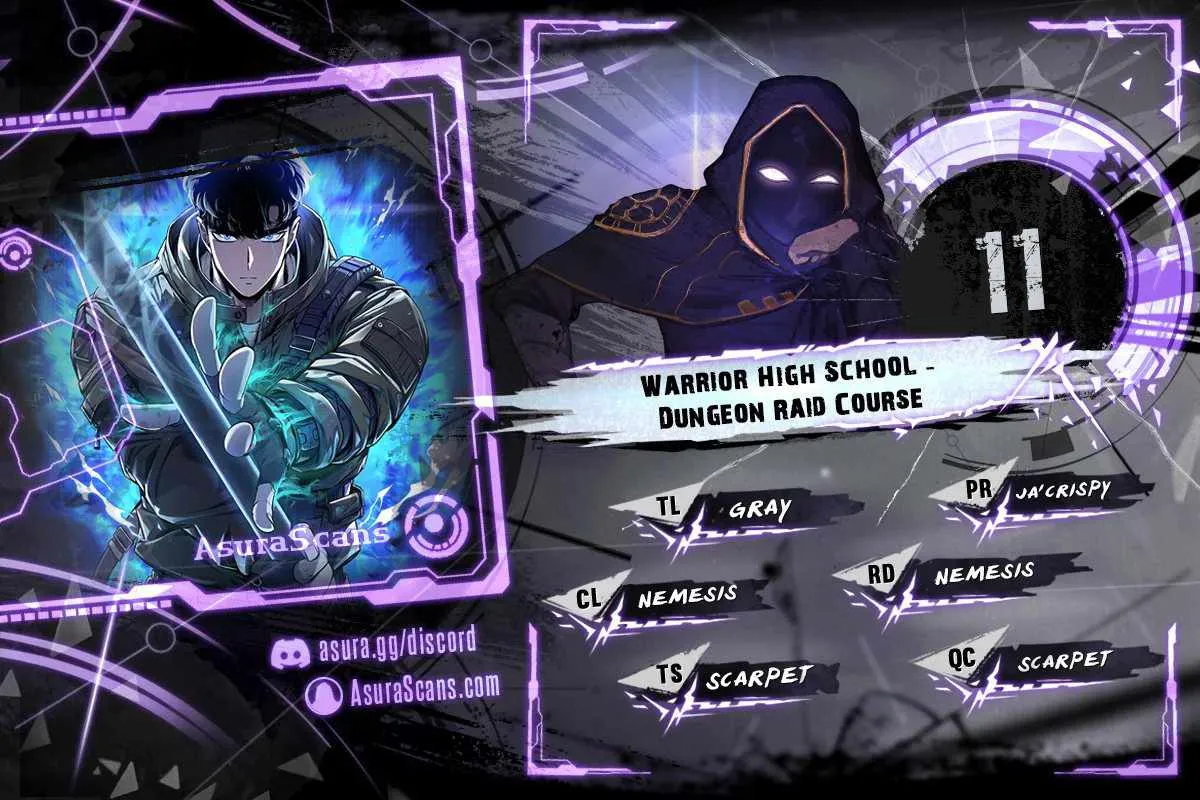 11
WARRIOR HIGH SCHOOL -
DUNGEON RAID COURSE
TL GRAY
PR JA'CRISPY
CL NEMESIS
RD NEMESIS
TS SCARPET
QC SCARPET
AsuraScans
asura.gg/discord
AsuraScans.com